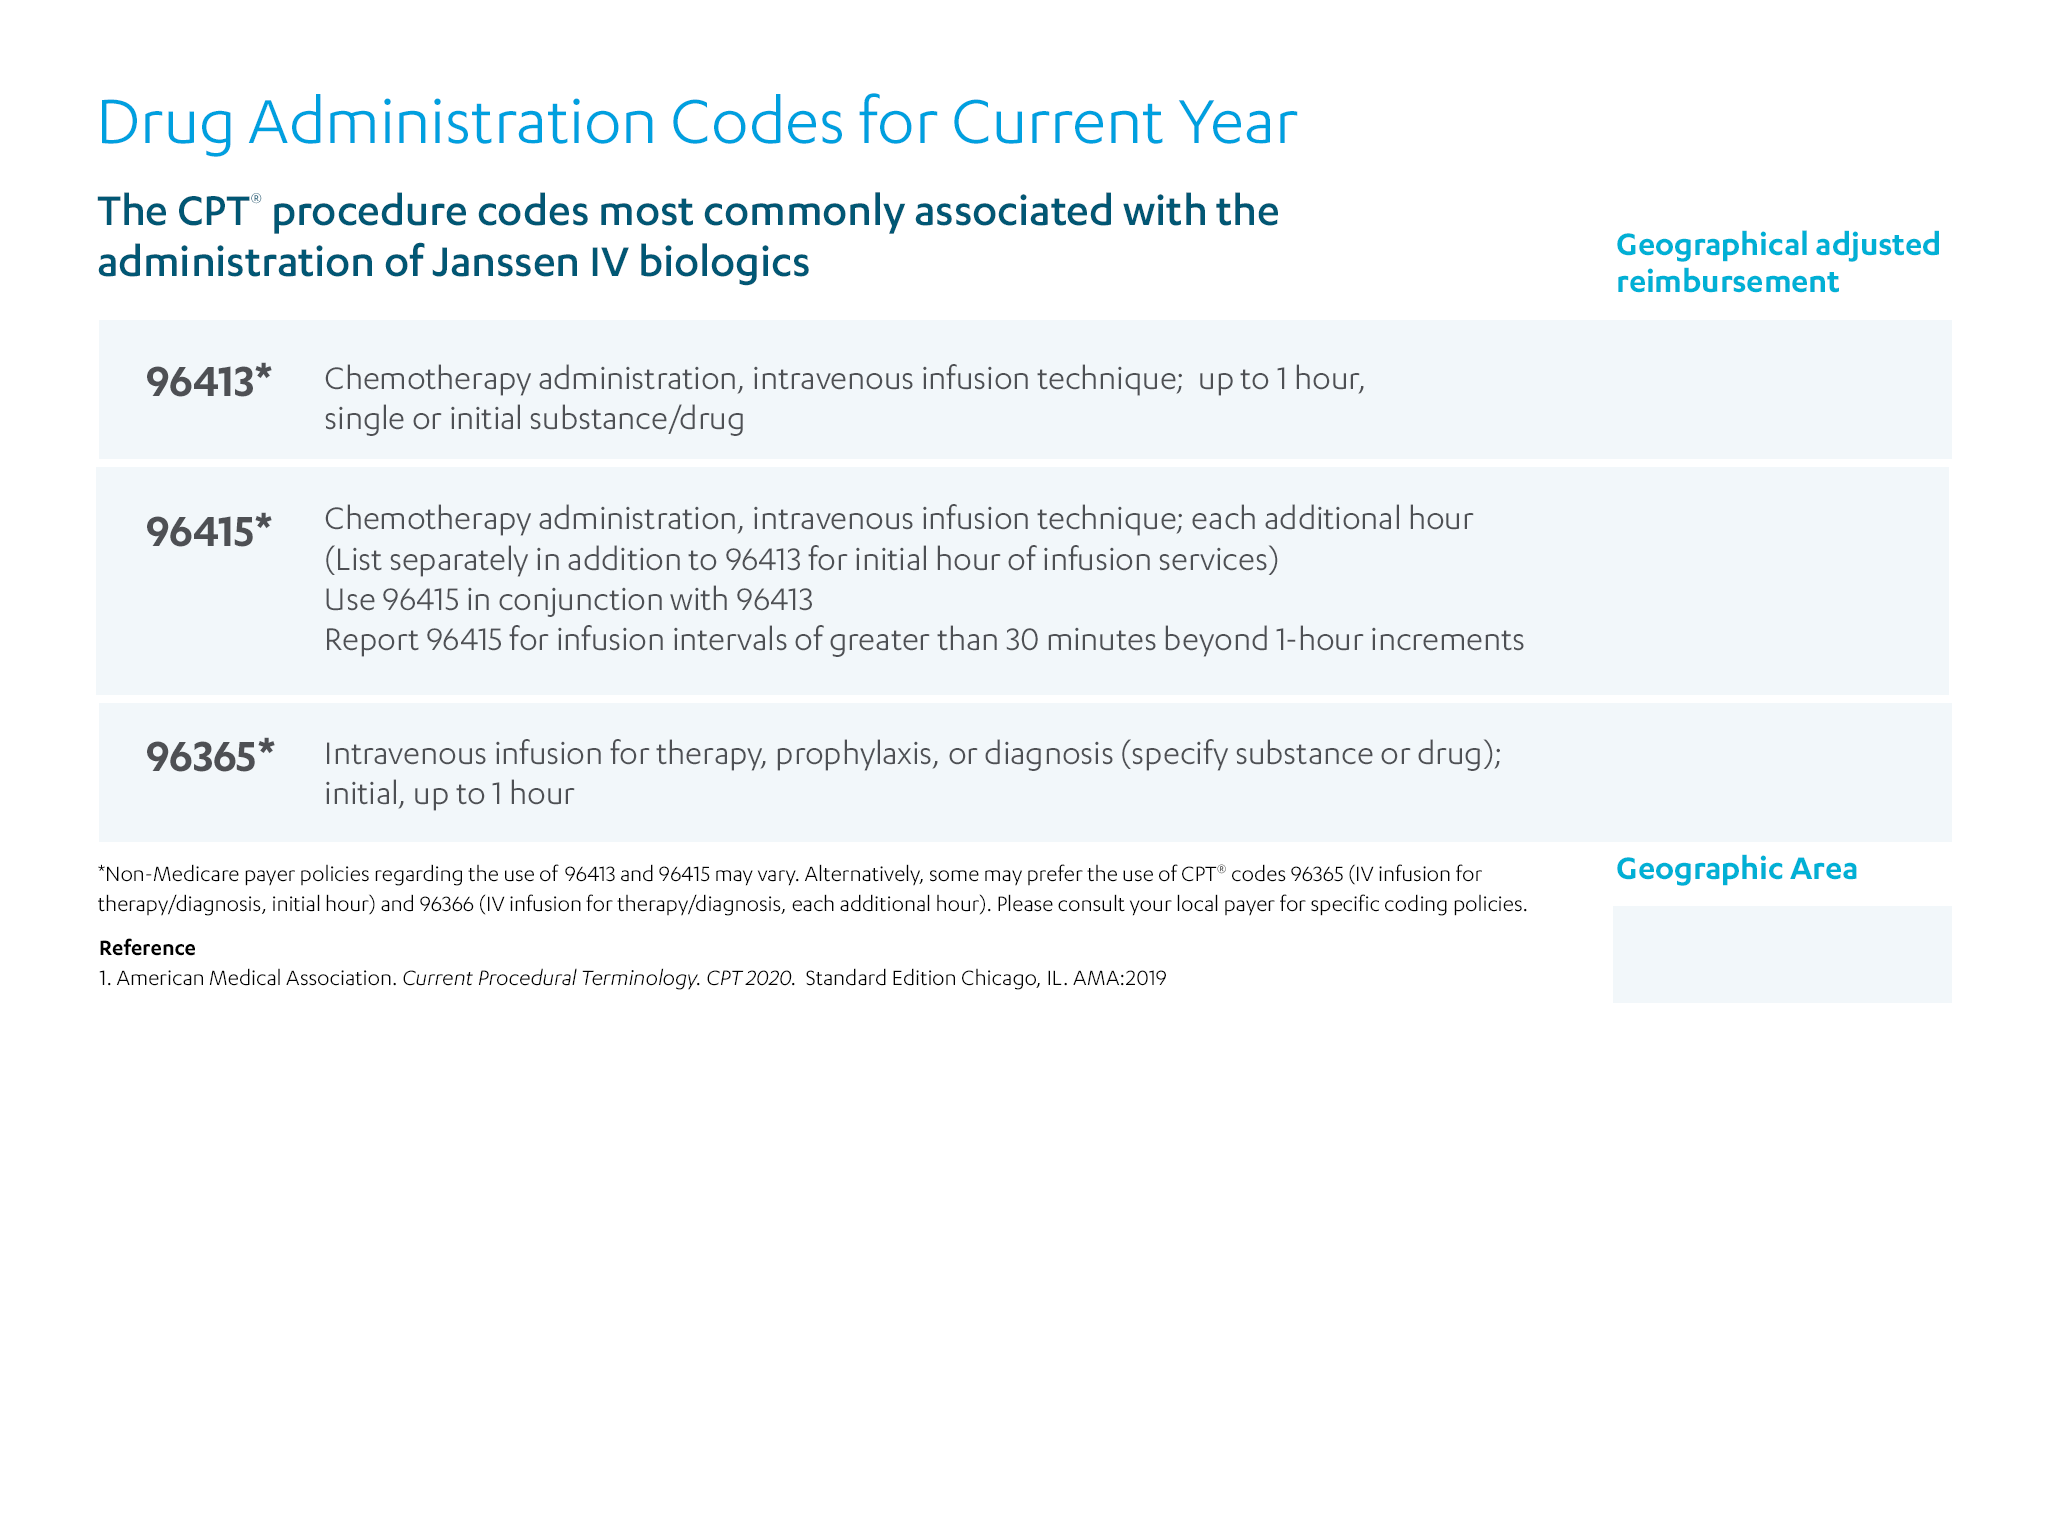 Drug Administration Codes for Current Year
The CPT® procedure codes most commonly associated with the
administration of Janssen IV biologics
Geographical adjusted
reimbursement
96413* Chemotherapy administration, intravenous infusion technique;  up to 1 hour,
single or initial substance/drug
96415* Chemotherapy administration, intravenous infusion technique; each additional hour
(List separately in addition to 96413 for initial hour of infusion services)
Use 96415 in conjunction with 96413
Report 96415 for infusion intervals of greater than 30 minutes beyond 1-hour increments
96365* Intravenous infusion for therapy, prophylaxis, or diagnosis (specify substance or drug);
initial, up to 1 hour
*Non-Medicare payer policies regarding the use of 96413 and 96415 may vary. Alternatively, some may prefer the use of CPT® codes 96365 (IV infusion for
therapy/diagnosis, initial hour) and 96366 (IV infusion for therapy/diagnosis, each additional hour). Please consult your local payer for specific coding policies.
Geographic Area
Reference
1. American Medical Association. Current Procedural Terminology. CPT 2020.  Standard Edition Chicago, IL. AMA:2019